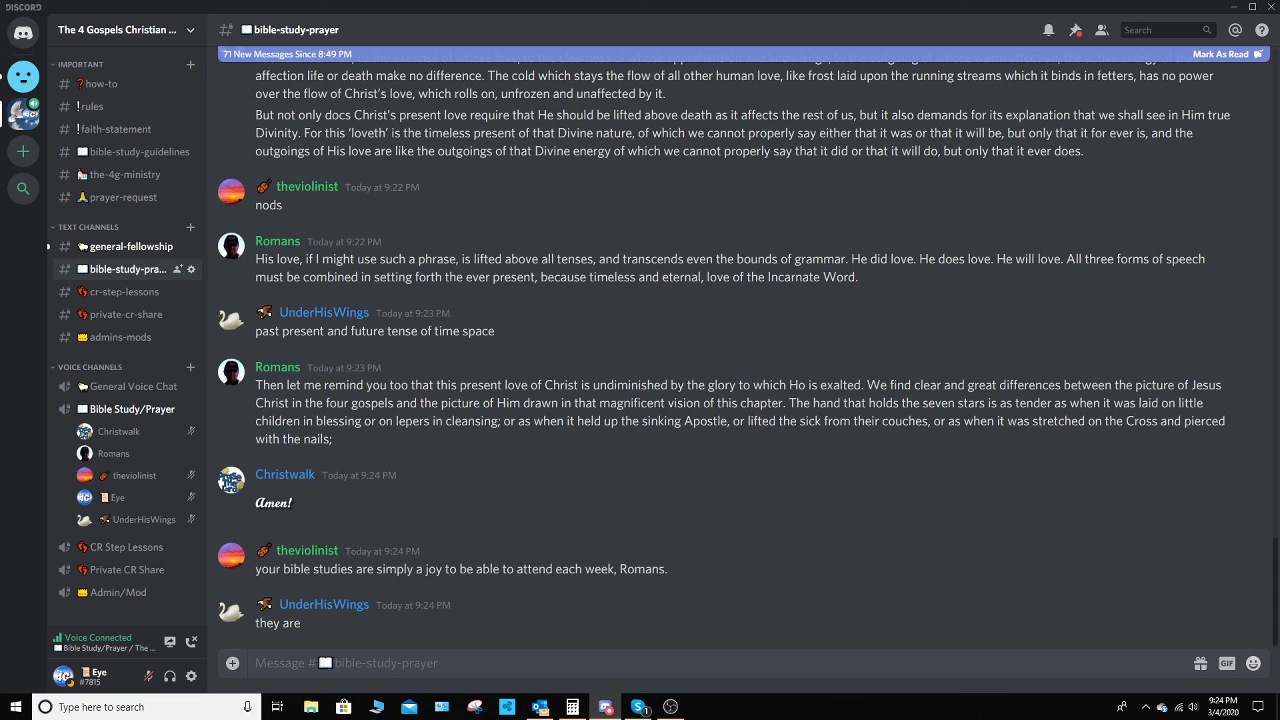 DISCORD
The 4 Gospels Christian ...
bible-study-prayer
Search
71 New Messages Since 8:49 PM
Mark As Read
IMPORTANT
how-to
rules
faith-statement
bible-study-guidelines
the-4g-ministry
prayer-request
TEXT CHANNELS
general-fellowship
bible-study-pra...
cr-step-lessons
private-cr-share
admins-mods
VOICE CHANNELS
General Voice Chat
Bible Study/Prayer
Christwalk
Romans
theviolinist
Eye
UnderHisWings
CR Step Lessons
Private CR Share
Admin/Mod
Voice Connected
Bible Study/Prayer / The ...
Eye
#7815
affection life or death make no difference. The cold which stays the flow of all other human love, like frost laid upon the running streams which it binds in fetters, has no power
over the flow of Christ's love, which rolls on, unfrozen and unaffected by it.
But not only docs Christ's present love require that He should be lifted above death as it affects the rest of us, but it also demands for its explanation that we shall see in Him true
Divinity. For this 'loveth' is the timeless present of that Divine nature, of which we cannot properly say either that it was or that it will be, but only that it for ever is, and the
outgoings of His love are like the outgoings of that Divine energy of which we cannot properly say that it did or that it will do, but only that it ever does.
theviolinist Today at 9:22 PM
nods
Romans Today at 9:22 PM
His love, if I might use such a phrase, is lifted above all tenses, and transcends even the bounds of grammar. He did love. He does love. He will love. All three forms of speech
must be combined in setting forth the ever present, because timeless and eternal, love of the Incarnate Word.
UnderHisWings Today at 9:23 PM
past present and future tense of time space
Romans Today at 9:23 PM
Then let me remind you too that this present love of Christ is undiminished by the glory to which Ho is exalted. We find clear and great differences between the picture of Jesus
Christ in the four gospels and the picture of Him drawn in that magnificent vision of this chapter. The hand that holds the seven stars is as tender as when it was laid on little
children in blessing or on lepers in cleansing; or as when it held up the sinking Apostle, or lifted the sick from their couches, or as when it was stretched on the Cross and pierced
with the nails;
Christwalk Today at 9:24 PM
Amen!
theviolinist Today at 9:24 PM
your bible studies are simply a joy to be able to attend each week, Romans.
UnderHisWings Today at 9:24 PM
they are
Message # bible-study-prayer
GIF
Type here to search
9:24 PM
3/4/2020